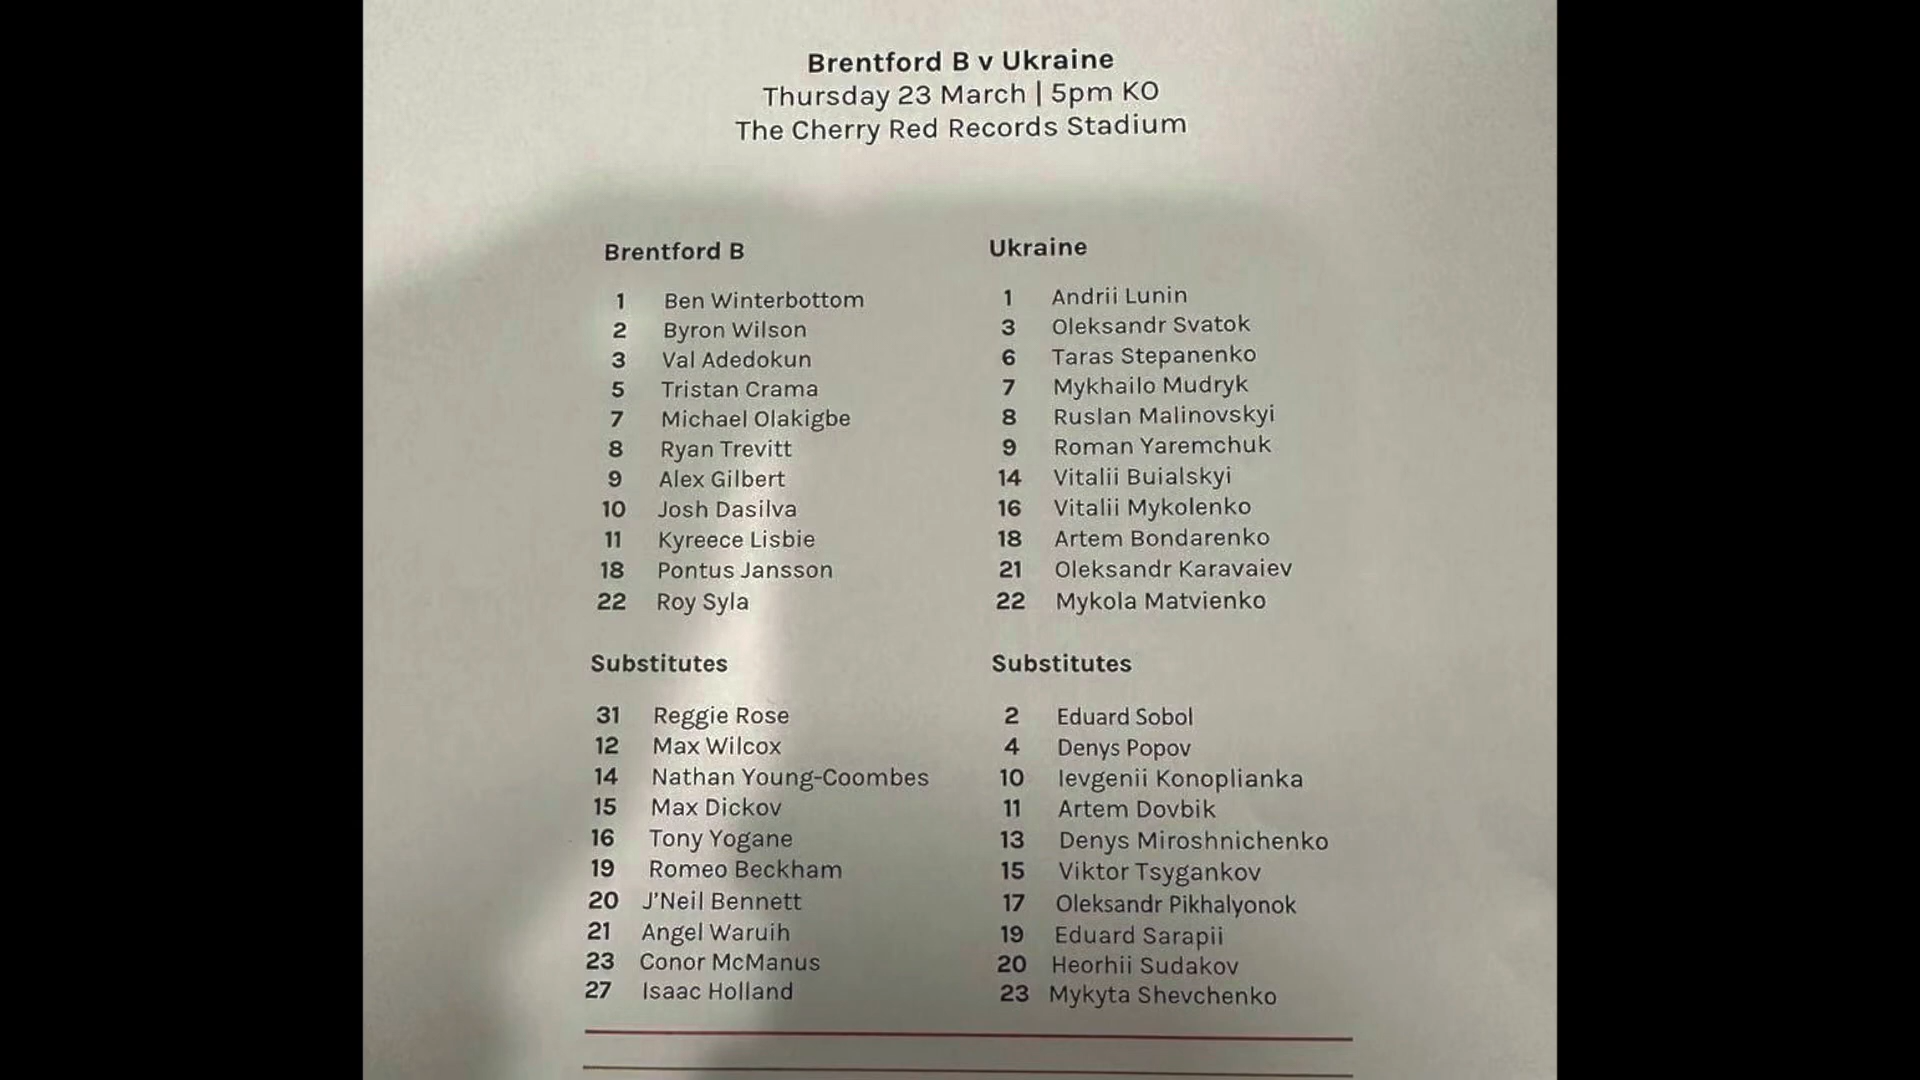 Brentford B v Ukraine
Thursday 23 March | 5pm KO
The Cherry Red Records Stadium
Brentford B
1 Ben Winterbottom
2 Byron Wilson
3 Val Adedokun
5 Tristan Crama
7 Michael Olakigbe
8 Ryan Trevitt
9 Alex Gilbert
10 Josh Dasilva
11 Kyreece Lisbie
18 Pontus Jansson
22 Roy Syla
Substitutes
31 Reggie Rose
12 Max Wilcox
14 Nathan Young-Coombes
15 Max Dickov
16 Tony Yogane
19 Romeo Beckham
20 J'Neil Bennett
21 Angel Waruih
23 Conor McManus
27 Isaac Holland
Ukraine
1 Andrii Lunin
3 Oleksandr Svatok
6 Taras Stepanenko
7 Mykhailo Mudryk
8 Ruslan Malinovskyi
9 Roman Yaremchuk
14 Vitalii Buialskyi
16 Vitalii Mykolenko
18 Artem Bondarenko
21 Oleksandr Karavaiev
22 Mykola Matvienko
Substitutes
2 Eduard Sobol
4 Denys Popov
10 Ievgenii Konoplianka
11 Artem Dovbik
13 Denys Miroshnichenko
15 Viktor Tsygankov
17 Oleksandr Pikhalyonok
19 Eduard Sarapii
20 Heorhii Sudakov
23 Mykyta Shevchenko